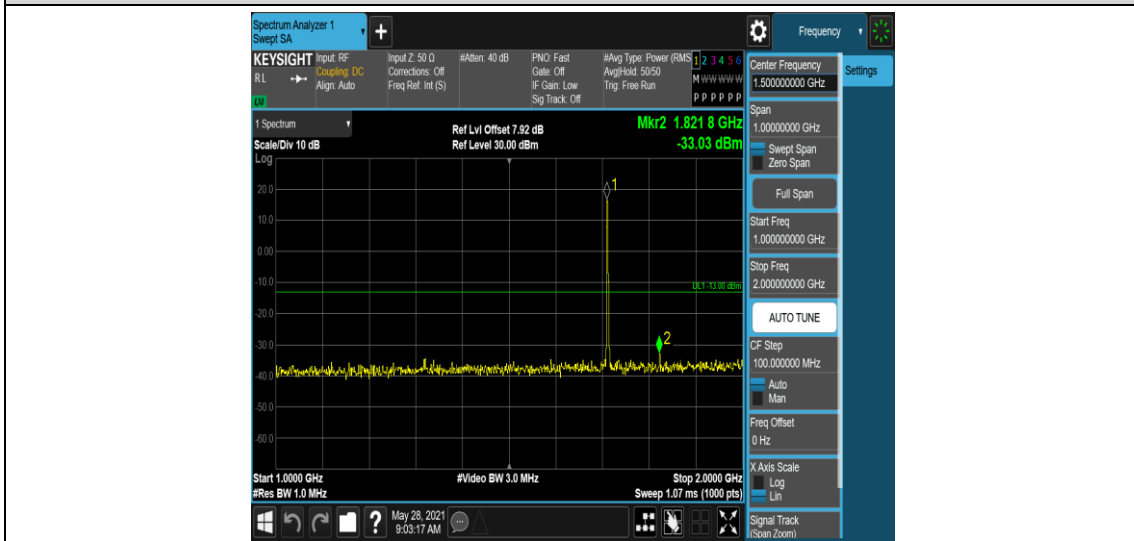 Spectrum Analyzer 1
Swept SA
+
Frequency
KEYSIGHT
RL
LXI
Input: RF
Coupling: DC
Align: Auto
Input Z: 50 Ω
Corrections: Off
Freq Ref: Int (S)
#Atten: 40 dB
PNO: Fast
Gate: Off
IF Gain: Low
Sig Track: Off
#Avg Type: Power (RMS
Avg|Hold: 50/50
Trig: Free Run
1 2 3 4 5 6
M W W W W W
P P P P P P
Center Frequency
1.500000000 GHz
Settings
1 Spectrum
Scale/Div 10 dB
Log
Ref Lvl Offset 7.92 dB
Ref Level 30.00 dBm
Mkr2 1.821 8 GHz
-33.03 dBm
Span
1.00000000 GHz
Swept Span
Zero Span
Full Span
Start Freq
1.000000000 GHz
Stop Freq
2.000000000 GHz
AUTO TUNE
CF Step
100.000000 MHz
Auto
Man
Freq Offset
0 Hz
X Axis Scale
Log
Lin
Signal Track
(Span Zoom)
20.0
10.0
0.00
-10.0
-20.0
-30.0
-40.0
-50.0
-60.0
1
DL1 -13.00 dBm
2
Start 1.0000 GHz
#Res BW 1.0 MHz
#Video BW 3.0 MHz
Stop 2.0000 GHz
Sweep 1.07 ms (1000 pts)
?
May 28, 2021
9:03:17 AM